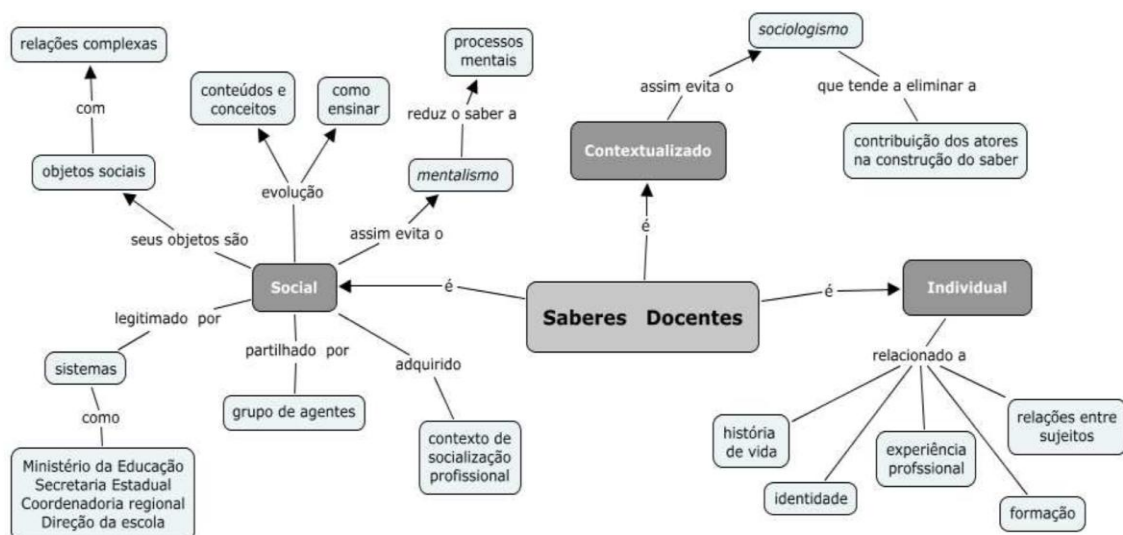 sociologismo
relações complexas
processos
mentais
conteúdos e
conceitos
como
ensinar
assim evita o
que tende a eliminar a
com
reduz o saber a
Contextualizado
contribuição dos atores
na construção do saber
objetos sociais
mentalismo
evolução
seus objetos são
assim evita o
é
Social
é
Saberes Docentes
é
Individual
legitimado por
partilhado por
adquirido
relacionado a
sistemas
como
grupo de agentes
contexto de
socialização
profissional
Ministério da Educação
Secretaria Estadual
Coordenadoria regional
Direção da escola
história
de vida
identidade
experiência
profssional
relações entre
sujeitos
formação